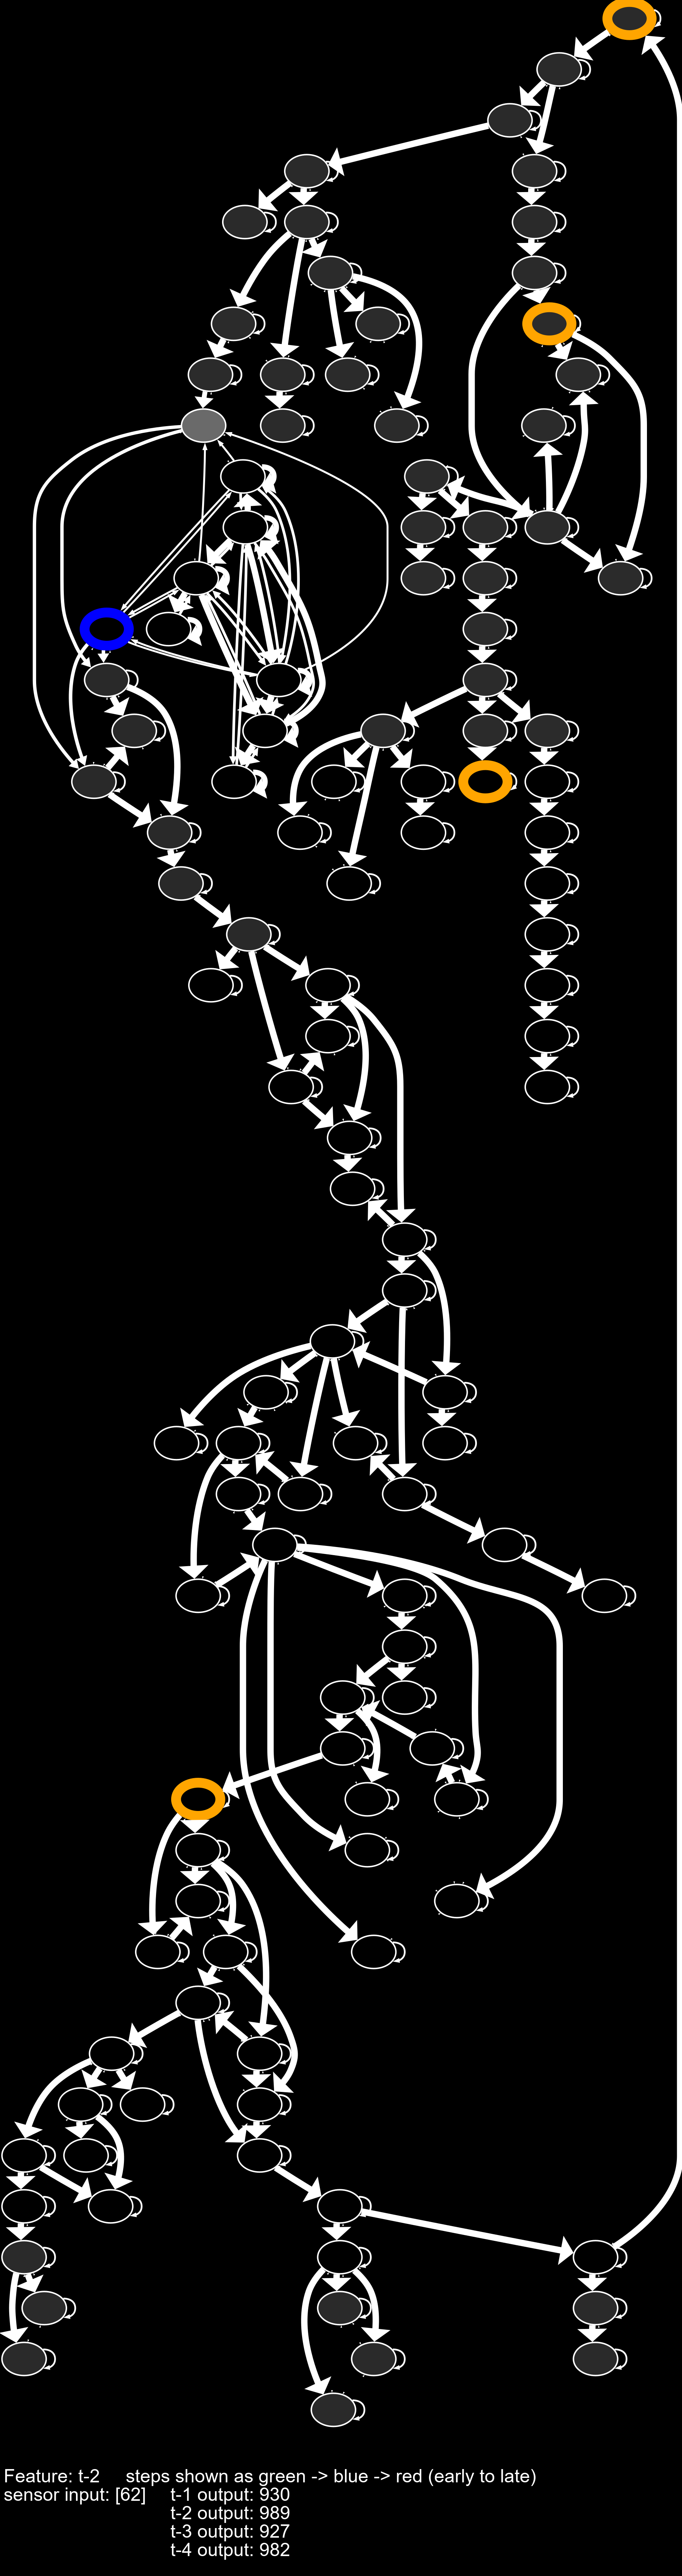 Feature: t-2 steps shown as green -> blue -> red (early to late)
sensor input: [62] t-1 output: 930
t-2 output: 989
t-3 output: 927
t-4 output: 982